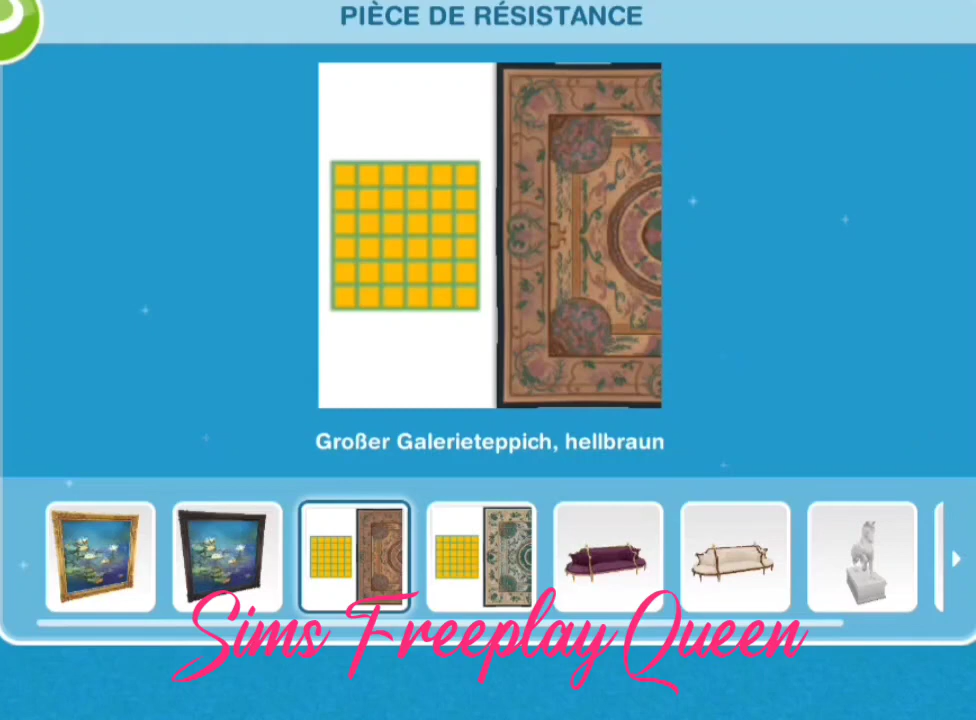 PIÈCE DE RÉSISTANCE
Großer Galerieteppich, hellbraun
Sims Freeplay Queen